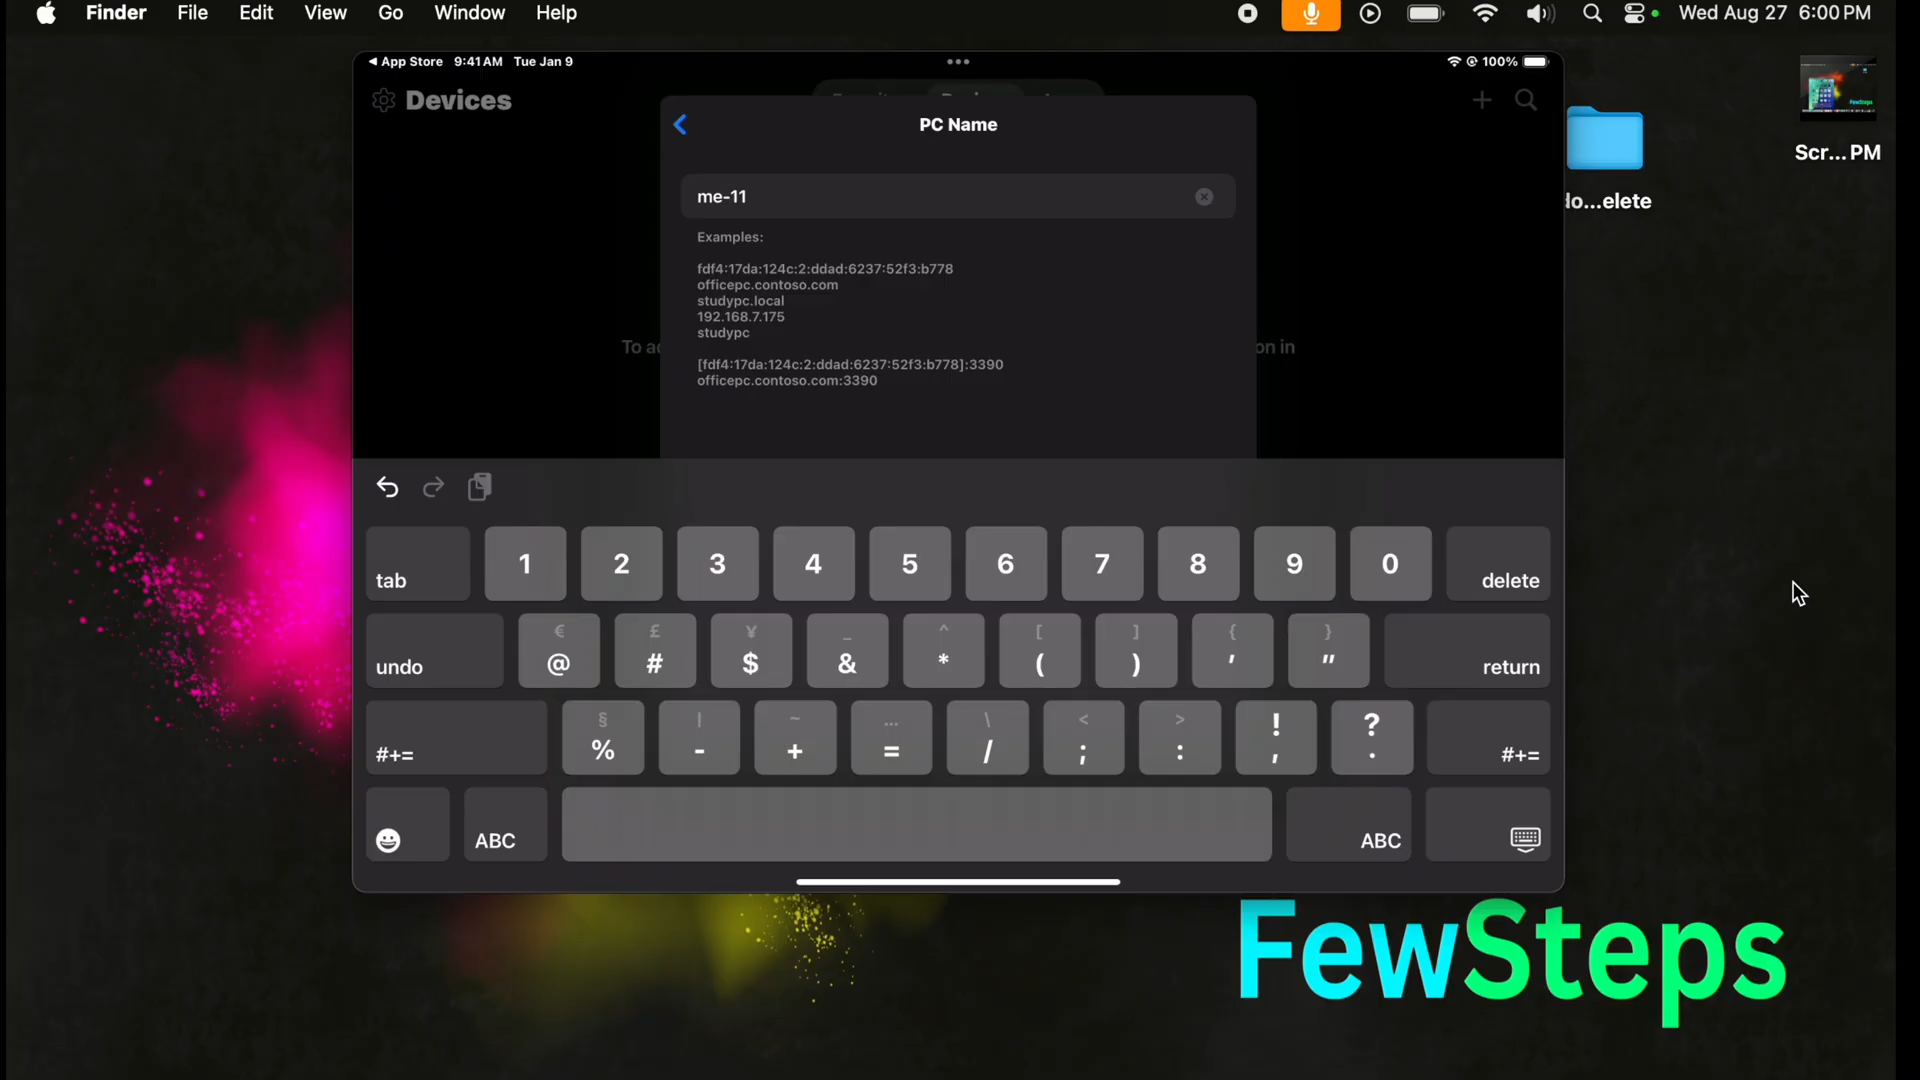 Finder File Edit View Go Window Help Wed Aug 27 6:00 PM
App Store 9:41 AM Tue Jan 9 100%
Devices
PC Name
me-11
Examples:
fdf4:17da:124c:2:ddad:6237:52f3:b778
officepc.contoso.com
studypc.local
192.168.7.175
studypc
[fdf4:17da:124c:2:ddad:6237:52f3:b778]:3390
officepc.contoso.com:3390
on in
Scr...PM
...elete
tab 1 2 3 4 5 6 7 8 9 0 delete
€ £ ¥ _ ^ [ ] { }
undo @ # $ & * ( ) ' " return
§ | ~ … \ < > ! ?
#+= % - + = / ; : , . #+=
ABC ABC
FewSteps